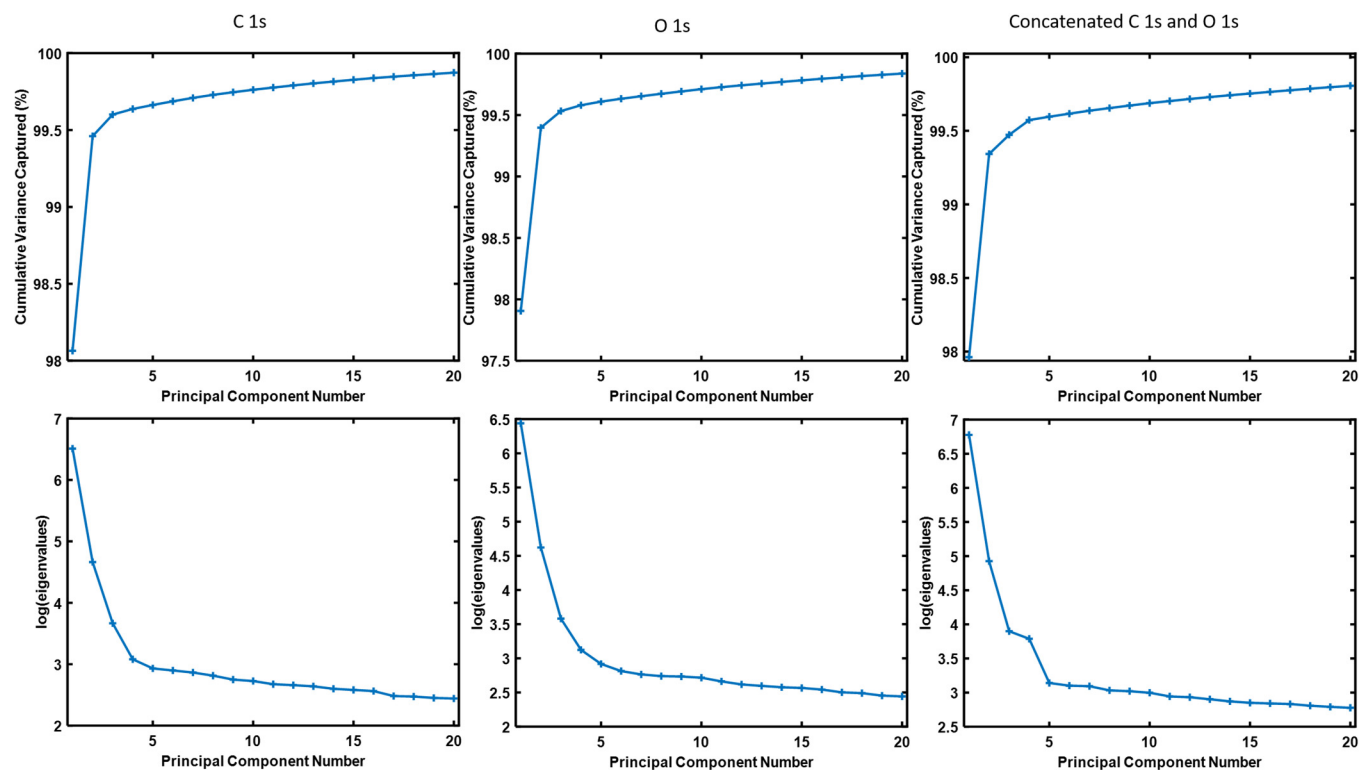 C 1s
O 1s
Concatenated C 1s and O 1s
Cumulative Variance Captured (%)
100
99.5
99
98.5
98
5 10 15 20
Principal Component Number
Cumulative Variance Captured (%)
100
99.5
99
98.5
98
97.5
5 10 15 20
Principal Component Number
Cumulative Variance Captured (%)
100
99.5
99
98.5
98
5 10 15 20
Principal Component Number
log(eigenvalues)
7
6
5
4
3
2
5 10 15 20
Principal Component Number
log(eigenvalues)
6.5
6
5.5
5
4.5
4
3.5
3
2.5
2
5 10 15 20
Principal Component Number
log(eigenvalues)
7
6.5
6
5.5
5
4.5
4
3.5
3
2.5
5 10 15 20
Principal Component Number